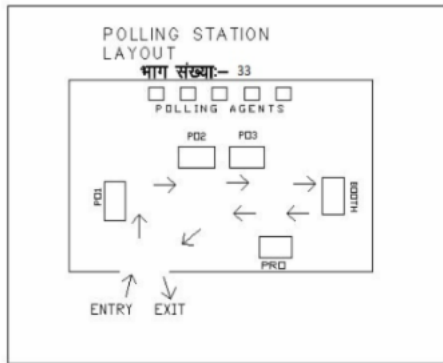 POLLING STATION
LAYOUT
भाग संख्याः- 33
POLLING AGENTS
PO2 PO3
PO1
BOOTH
PRO
ENTRY EXIT